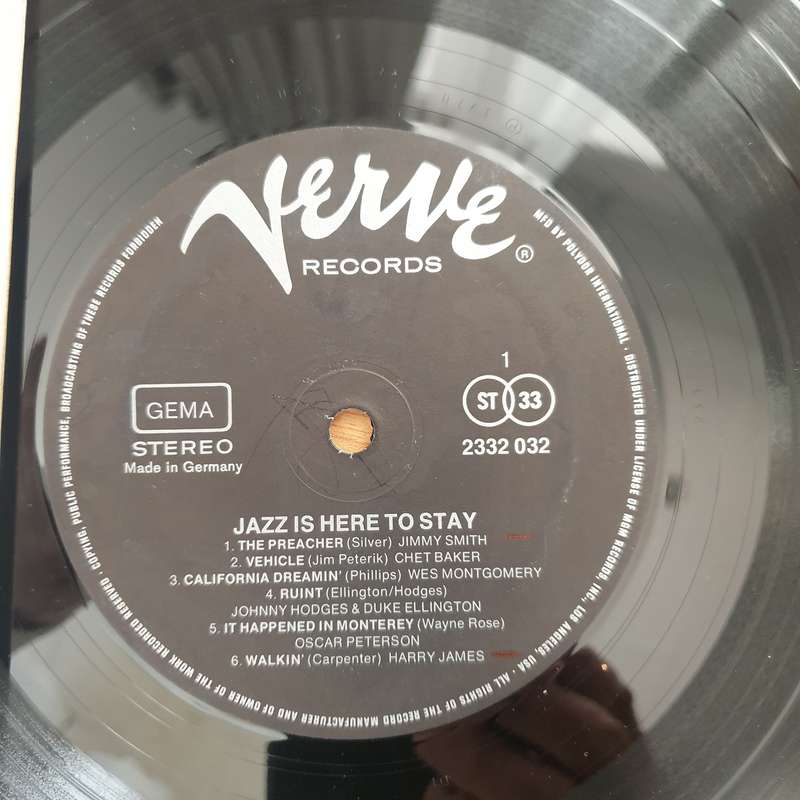 Verve
RECORDS ®
1
GEMA
ST 33
STEREO
2332 032
Made in Germany
JAZZ IS HERE TO STAY
1. THE PREACHER (Silver) JIMMY SMITH
2. VEHICLE (Jim Peterik) CHET BAKER
3. CALIFORNIA DREAMIN' (Phillips) WES MONTGOMERY
4. RUINT (Ellington/Hodges)
JOHNNY HODGES & DUKE ELLINGTON
5. IT HAPPENED IN MONTEREY (Wayne Rose)
OSCAR PETERSON
6. WALKIN' (Carpenter) HARRY JAMES
MFD BY POLYDOR INTERNATIONAL · DISTRIBUTED UNDER LICENSE OF MGM RECORDS, INC., LOS ANGELES, USA · ALL RIGHTS OF THE RECORD MANUFACTURER AND OF OWNER OF THE WORK RECORDED RESERVED · COPYING, PUBLIC PERFORMANCE, BROADCASTING OF THESE RECORDS FORBIDDEN